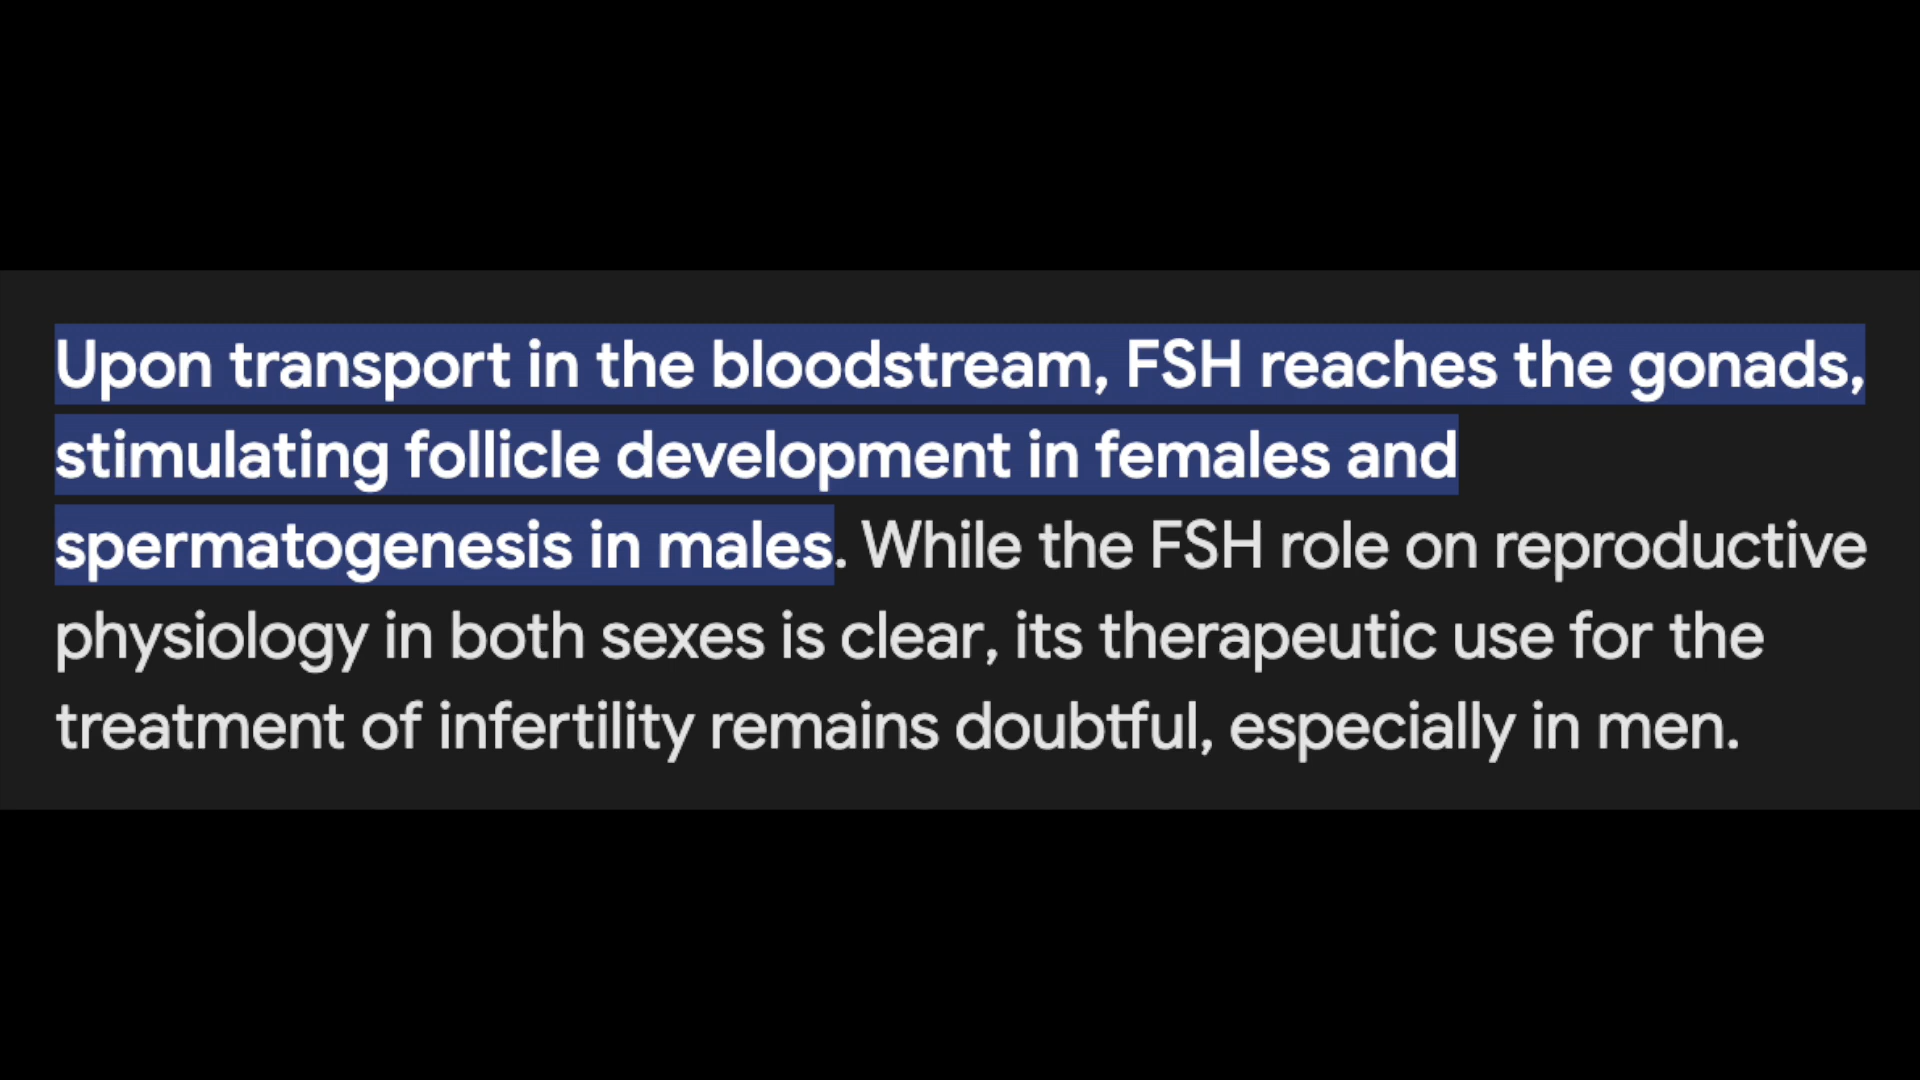 Upon transport in the bloodstream, FSH reaches the gonads,
stimulating follicle development in females and
spermatogenesis in males. While the FSH role on reproductive
physiology in both sexes is clear, its therapeutic use for the
treatment of infertility remains doubtful, especially in men.